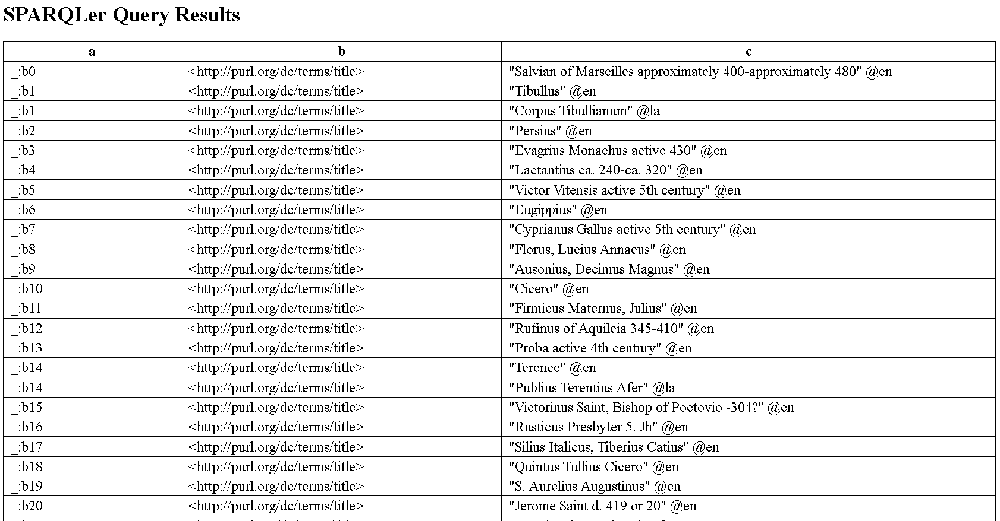 SPARQLer Query Results
a b c
_:b0 <http://purl.org/dc/terms/title> "Salvian of Marseilles approximately 400-approximately 480" @en
_:b1 <http://purl.org/dc/terms/title> "Tibullus" @en
_:b1 <http://purl.org/dc/terms/title> "Corpus Tibullianum" @la
_:b2 <http://purl.org/dc/terms/title> "Persius" @en
_:b3 <http://purl.org/dc/terms/title> "Evagrius Monachus active 430" @en
_:b4 <http://purl.org/dc/terms/title> "Lactantius ca. 240-ca. 320" @en
_:b5 <http://purl.org/dc/terms/title> "Victor Vitensis active 5th century" @en
_:b6 <http://purl.org/dc/terms/title> "Eugippius" @en
_:b7 <http://purl.org/dc/terms/title> "Cyprianus Gallus active 5th century" @en
_:b8 <http://purl.org/dc/terms/title> "Florus, Lucius Annaeus" @en
_:b9 <http://purl.org/dc/terms/title> "Ausonius, Decimus Magnus" @en
_:b10 <http://purl.org/dc/terms/title> "Cicero" @en
_:b11 <http://purl.org/dc/terms/title> "Firmicus Maternus, Julius" @en
_:b12 <http://purl.org/dc/terms/title> "Rufinus of Aquileia 345-410" @en
_:b13 <http://purl.org/dc/terms/title> "Proba active 4th century" @en
_:b14 <http://purl.org/dc/terms/title> "Terence" @en
_:b14 <http://purl.org/dc/terms/title> "Publius Terentius Afer" @la
_:b15 <http://purl.org/dc/terms/title> "Victorinus Saint, Bishop of Poetovio -304?" @en
_:b16 <http://purl.org/dc/terms/title> "Rusticus Presbyter 5. Jh" @en
_:b17 <http://purl.org/dc/terms/title> "Silius Italicus, Tiberius Catius" @en
_:b18 <http://purl.org/dc/terms/title> "Quintus Tullius Cicero" @en
_:b19 <http://purl.org/dc/terms/title> "S. Aurelius Augustinus" @en
_:b20 <http://purl.org/dc/terms/title> "Jerome Saint d. 419 or 20" @en